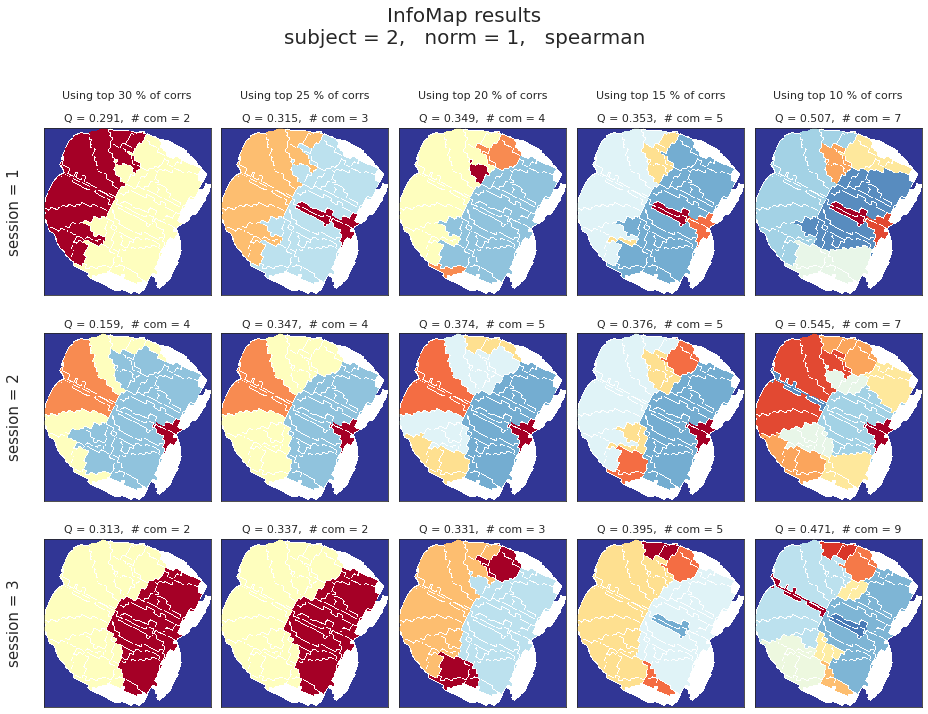 InfoMap results
subject = 2,   norm = 1,   spearman
Using top 30 % of corrs
Using top 25 % of corrs
Using top 20 % of corrs
Using top 15 % of corrs
Using top 10 % of corrs
session = 1
Q = 0.291,  # com = 2
Q = 0.315,  # com = 3
Q = 0.349,  # com = 4
Q = 0.353,  # com = 5
Q = 0.507,  # com = 7
session = 2
Q = 0.159,  # com = 4
Q = 0.347,  # com = 4
Q = 0.374,  # com = 5
Q = 0.376,  # com = 5
Q = 0.545,  # com = 7
session = 3
Q = 0.313,  # com = 2
Q = 0.337,  # com = 2
Q = 0.331,  # com = 3
Q = 0.395,  # com = 5
Q = 0.471,  # com = 9